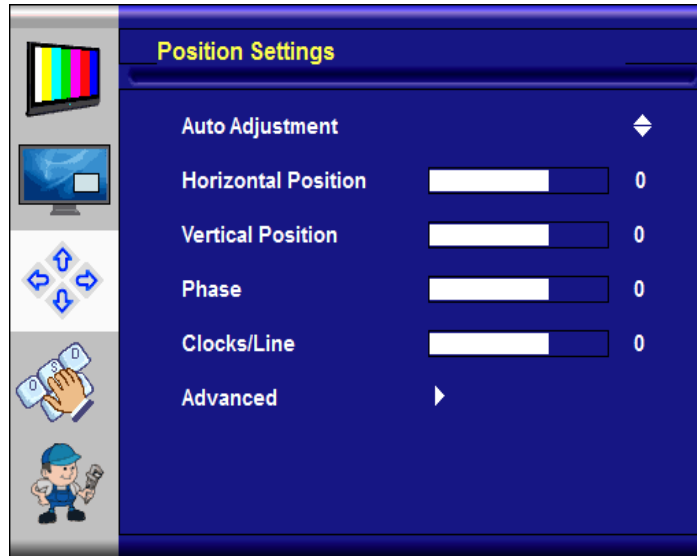 Position Settings
Auto Adjustment
Horizontal Position 0
Vertical Position 0
Phase 0
Clocks/Line 0
Advanced
O S D